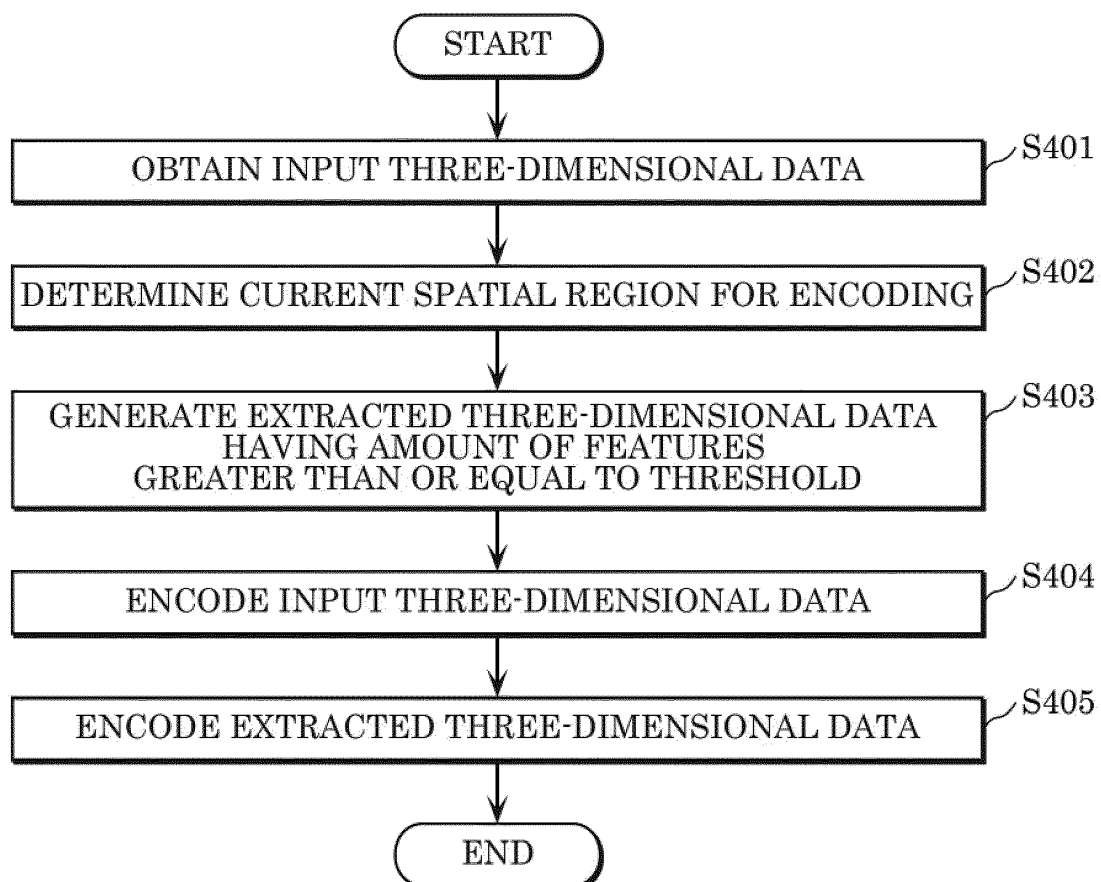 START
OBTAIN INPUT THREE-DIMENSIONAL DATA
S401
DETERMINE CURRENT SPATIAL REGION FOR ENCODING
S402
GENERATE EXTRACTED THREE-DIMENSIONAL DATA
HAVING AMOUNT OF FEATURES
GREATER THAN OR EQUAL TO THRESHOLD
S403
ENCODE INPUT THREE-DIMENSIONAL DATA
S404
ENCODE EXTRACTED THREE-DIMENSIONAL DATA
S405
END